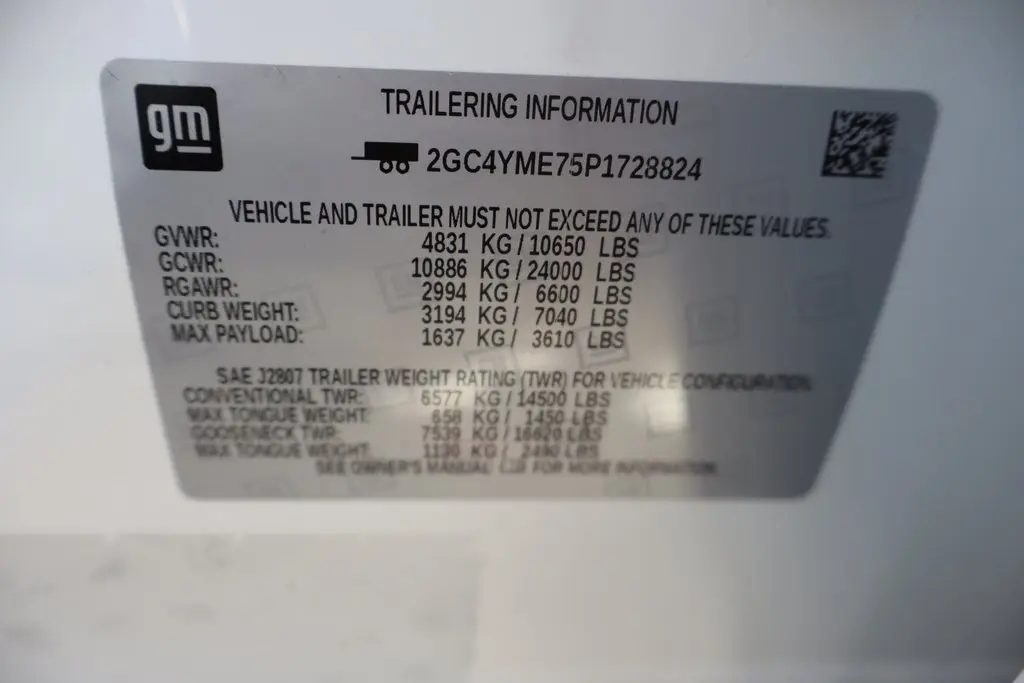 gm
TRAILERING INFORMATION
2GC4YME75P1728824
VEHICLE AND TRAILER MUST NOT EXCEED ANY OF THESE VALUES.
GVWR: 4831 KG / 10650 LBS
GCWR: 10886 KG / 24000 LBS
RGAWR: 2994 KG / 6600 LBS
CURB WEIGHT: 3194 KG / 7040 LBS
MAX PAYLOAD: 1637 KG / 3610 LBS
SAE J2807 TRAILER WEIGHT RATING (TWR) FOR VEHICLE CONFIGURATION
CONVENTIONAL TWR: 6577 KG / 14500 LBS
MAX TONGUE WEIGHT: 658 KG / 1450 LBS
GOOSENECK TWR: 7539 KG / 16620 LBS
MAX TONGUE WEIGHT: 1130 KG / 2490 LBS
SEE OWNER'S MANUAL FOR MORE INFORMATION